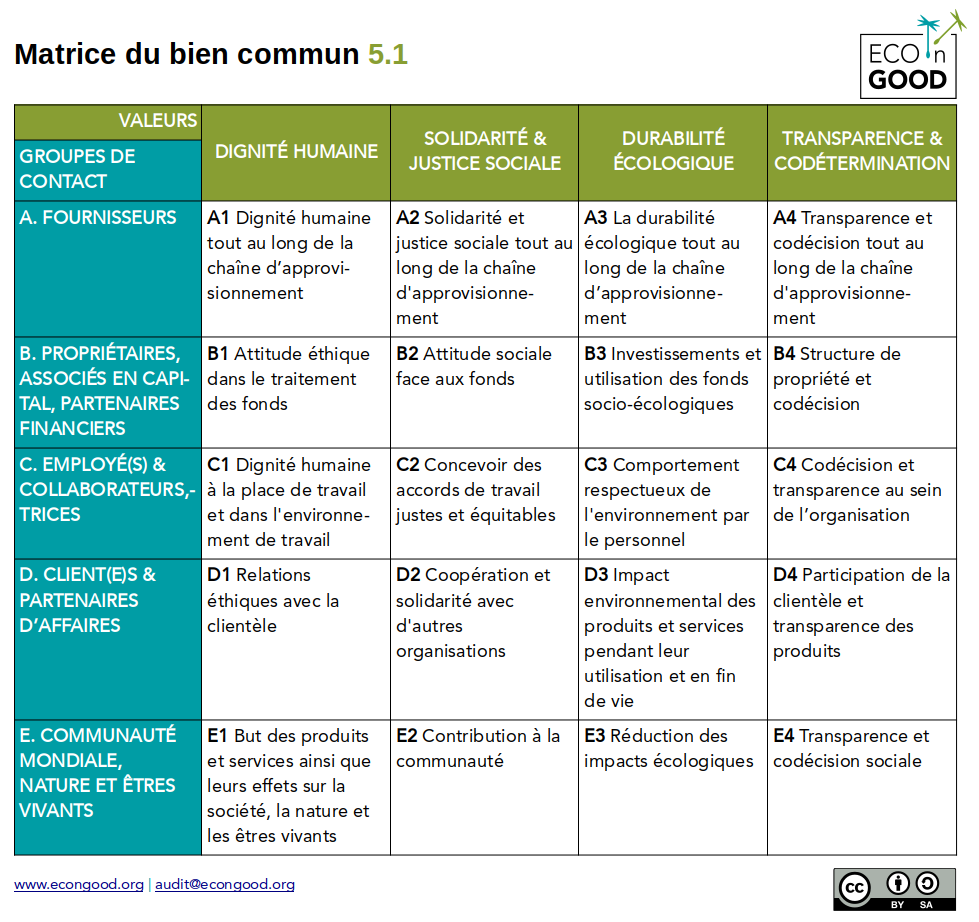 Matrice du bien commun 5.1
ECOnGOOD
VALEURS
GROUPES DE
CONTACT
DIGNITÉ HUMAINE
SOLIDARITÉ &
JUSTICE SOCIALE
DURABILITÉ
ÉCOLOGIQUE
TRANSPARENCE &
CODÉTERMINATION
A. FOURNISSEURS
A1 Dignité humaine
tout au long de la
chaîne d’approvi-
sionnement
A2 Solidarité et
justice sociale tout au
long de la chaîne
d'approvisionne-
ment
A3 La durabilité
écologique tout au
long de la chaîne
d’approvisionne-
ment
A4 Transparence et
codécision tout au
long de la chaîne
d'approvisionne-
ment
B. PROPRIÉTAIRES,
ASSOCIÉS EN CAPI-
TAL, PARTENAIRES
FINANCIERS
B1 Attitude éthique
dans le traitement
des fonds
B2 Attitude sociale
face aux fonds
B3 Investissements et
utilisation des fonds
socio-écologiques
B4 Structure de
propriété et
codécision
C. EMPLOYÉ(S) &
COLLABORATEURS,-
TRICES
C1 Dignité humaine
à la place de travail
et dans l'environne-
ment de travail
C2 Concevoir des
accords de travail
justes et équitables
C3 Comportement
respectueux de
l'environnement par
le personnel
C4 Codécision et
transparence au sein
de l’organisation
D. CLIENT(E)S &
PARTENAIRES
D’AFFAIRES
D1 Relations
éthiques avec la
clientèle
D2 Coopération et
solidarité avec
d'autres
organisations
D3 Impact
environnemental des
produits et services
pendant leur
utilisation et en fin
de vie
D4 Participation de la
clientèle et
transparence des
produits
E. COMMUNAUTÉ
MONDIALE,
NATURE ET ÊTRES
VIVANTS
E1 But des produits
et services ainsi que
leurs effets sur la
société, la nature et
les êtres vivants
E2 Contribution à la
communauté
E3 Réduction des
impacts écologiques
E4 Transparence et
codécision sociale
www.econgood.org | audit@econgood.org
cc
BY SA